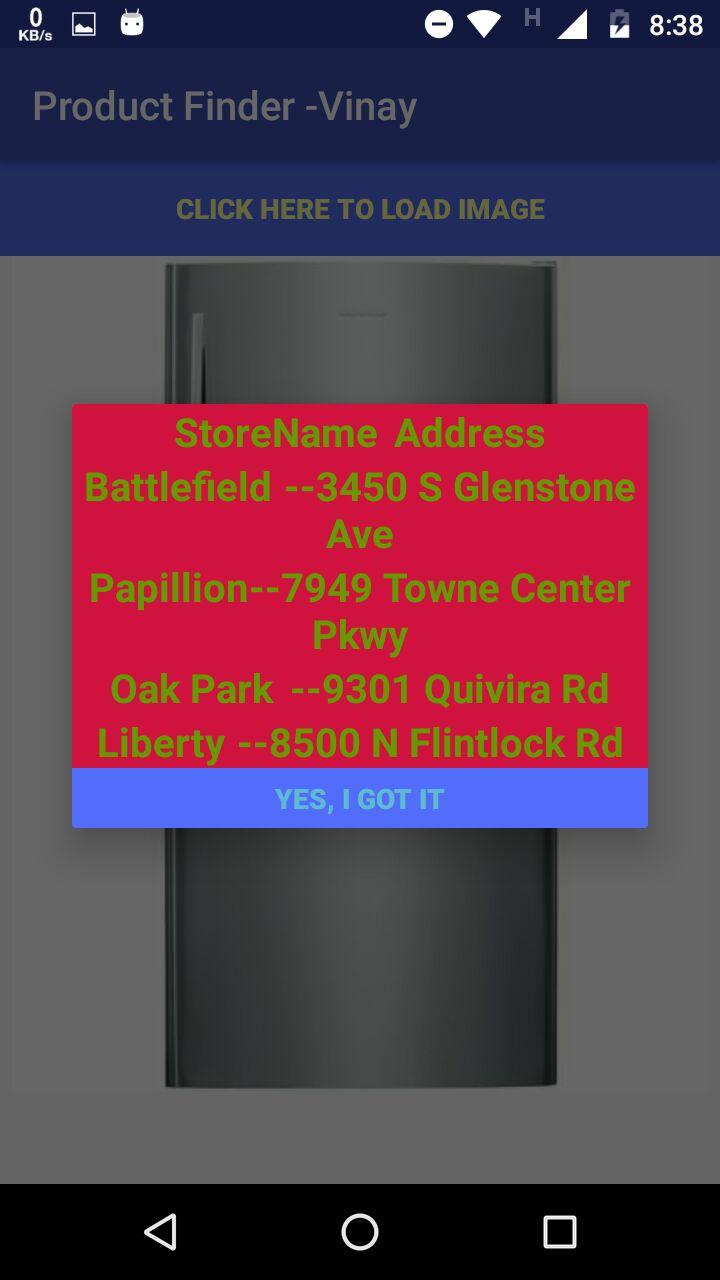 0
KB/s
H
8:38
Product Finder -Vinay
CLICK HERE TO LOAD IMAGE
StoreName Address
Battlefield --3450 S Glenstone
Ave
Papillion--7949 Towne Center
Pkwy
Oak Park --9301 Quivira Rd
Liberty --8500 N Flintlock Rd
YES, I GOT IT